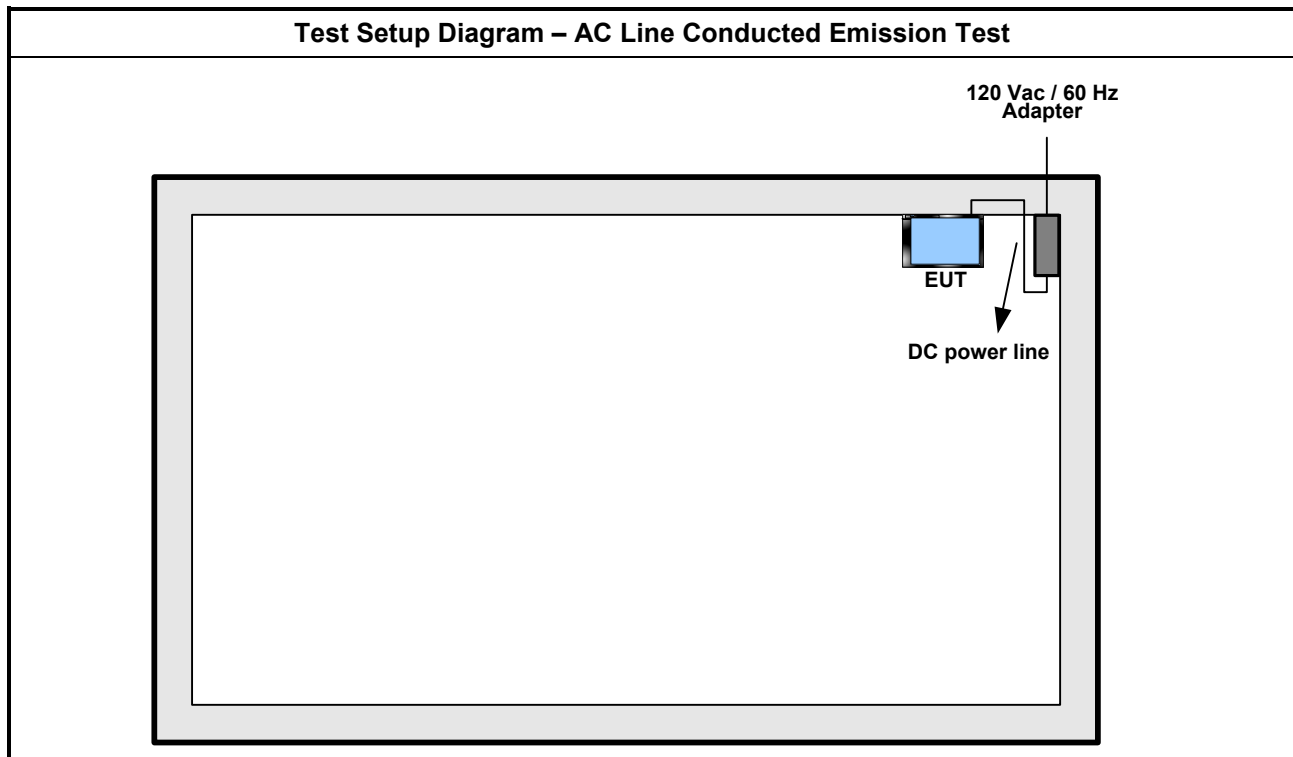 Test Setup Diagram – AC Line Conducted Emission Test
120 Vac / 60 Hz
Adapter
EUT
DC power line